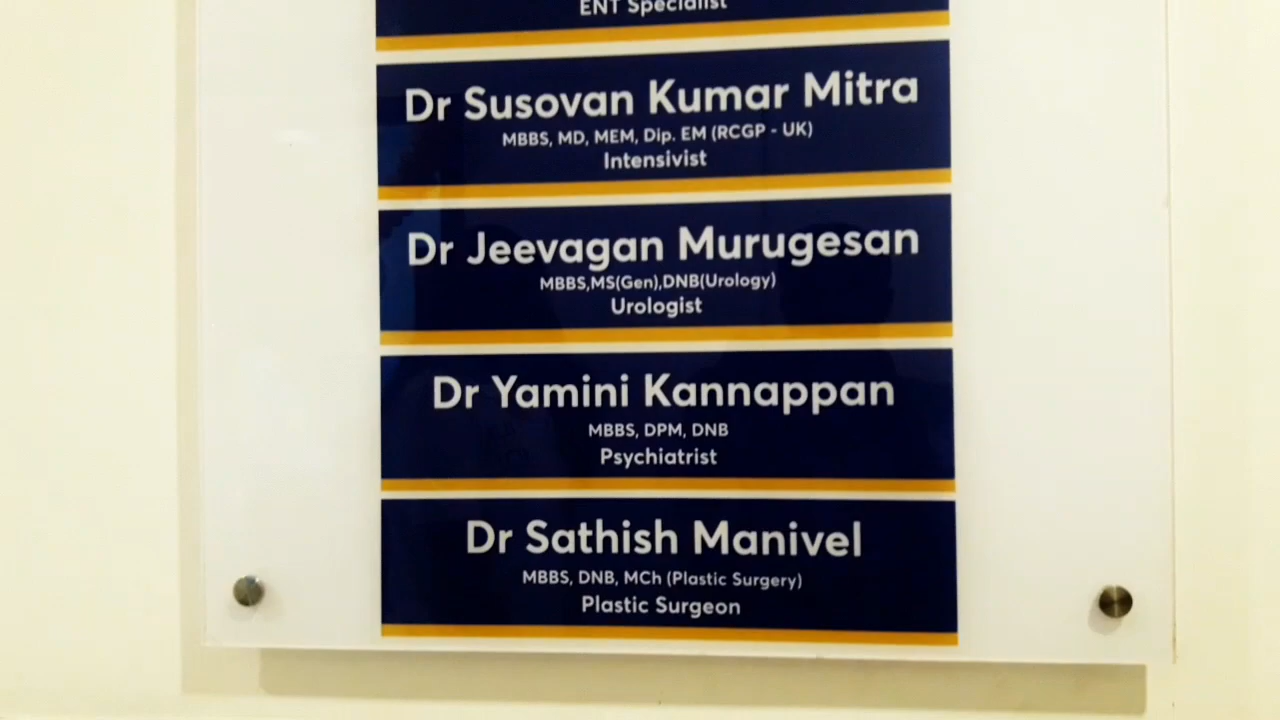 ENT Specialist
Dr Susovan Kumar Mitra
MBBS, MD, MEM, Dip. EM (RCGP - UK)
Intensivist
Dr Jeevagan Murugesan
MBBS,MS(Gen),DNB(Urology)
Urologist
Dr Yamini Kannappan
MBBS, DPM, DNB
Psychiatrist
Dr Sathish Manivel
MBBS, DNB, MCh (Plastic Surgery)
Plastic Surgeon